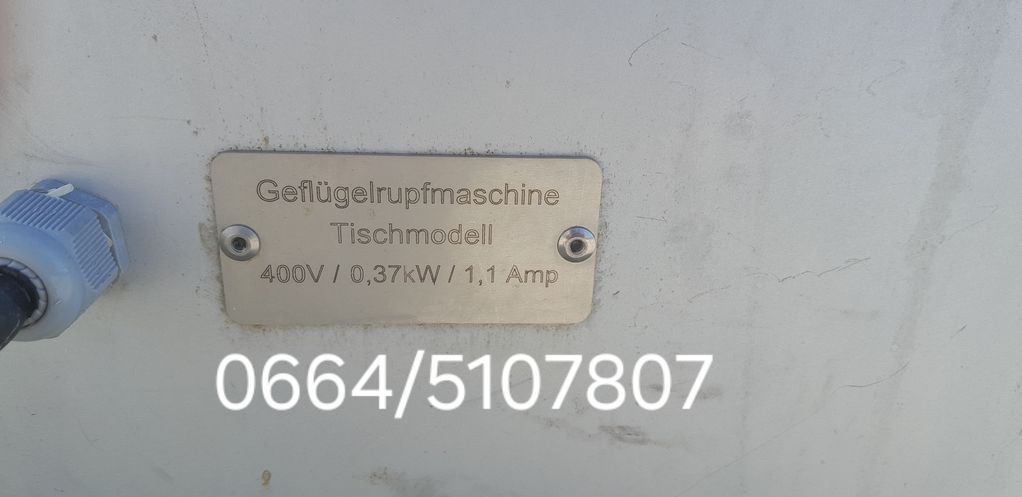 Geflügelrupfmaschine
Tischmodell
400V / 0,37kW / 1,1 Amp
0664/5107807